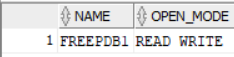 NAME OPEN_MODE
1 FREEPDB1 READ WRITE